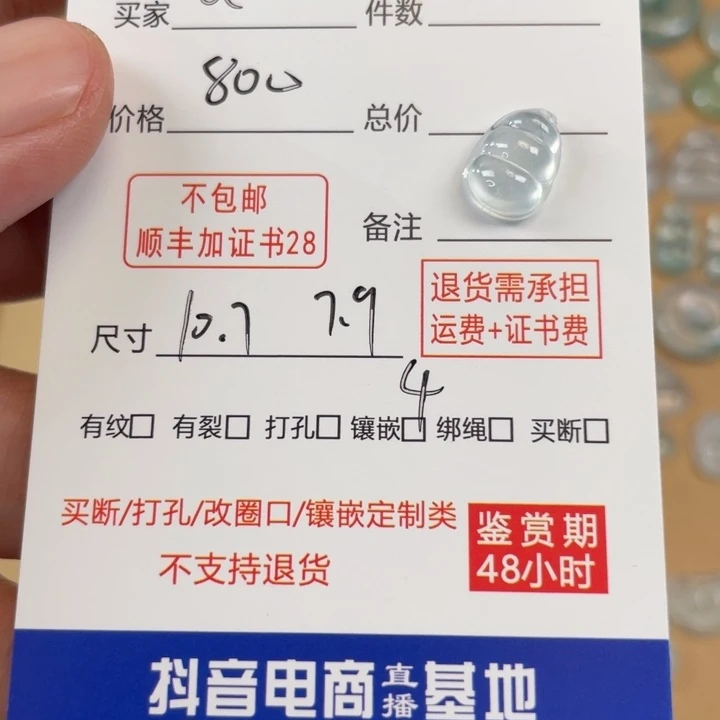 买家 件数
价格 800 总价
不包邮
顺丰加证书28
备注
退货需承担
运费+证书费
尺寸 10.7 7.9
4
有纹□ 有裂□ 打孔□ 镶嵌□ 绑绳□ 买断□
买断/打孔/改圈口/镶嵌定制类
不支持退货
鉴赏期
48小时
抖音电商直播基地